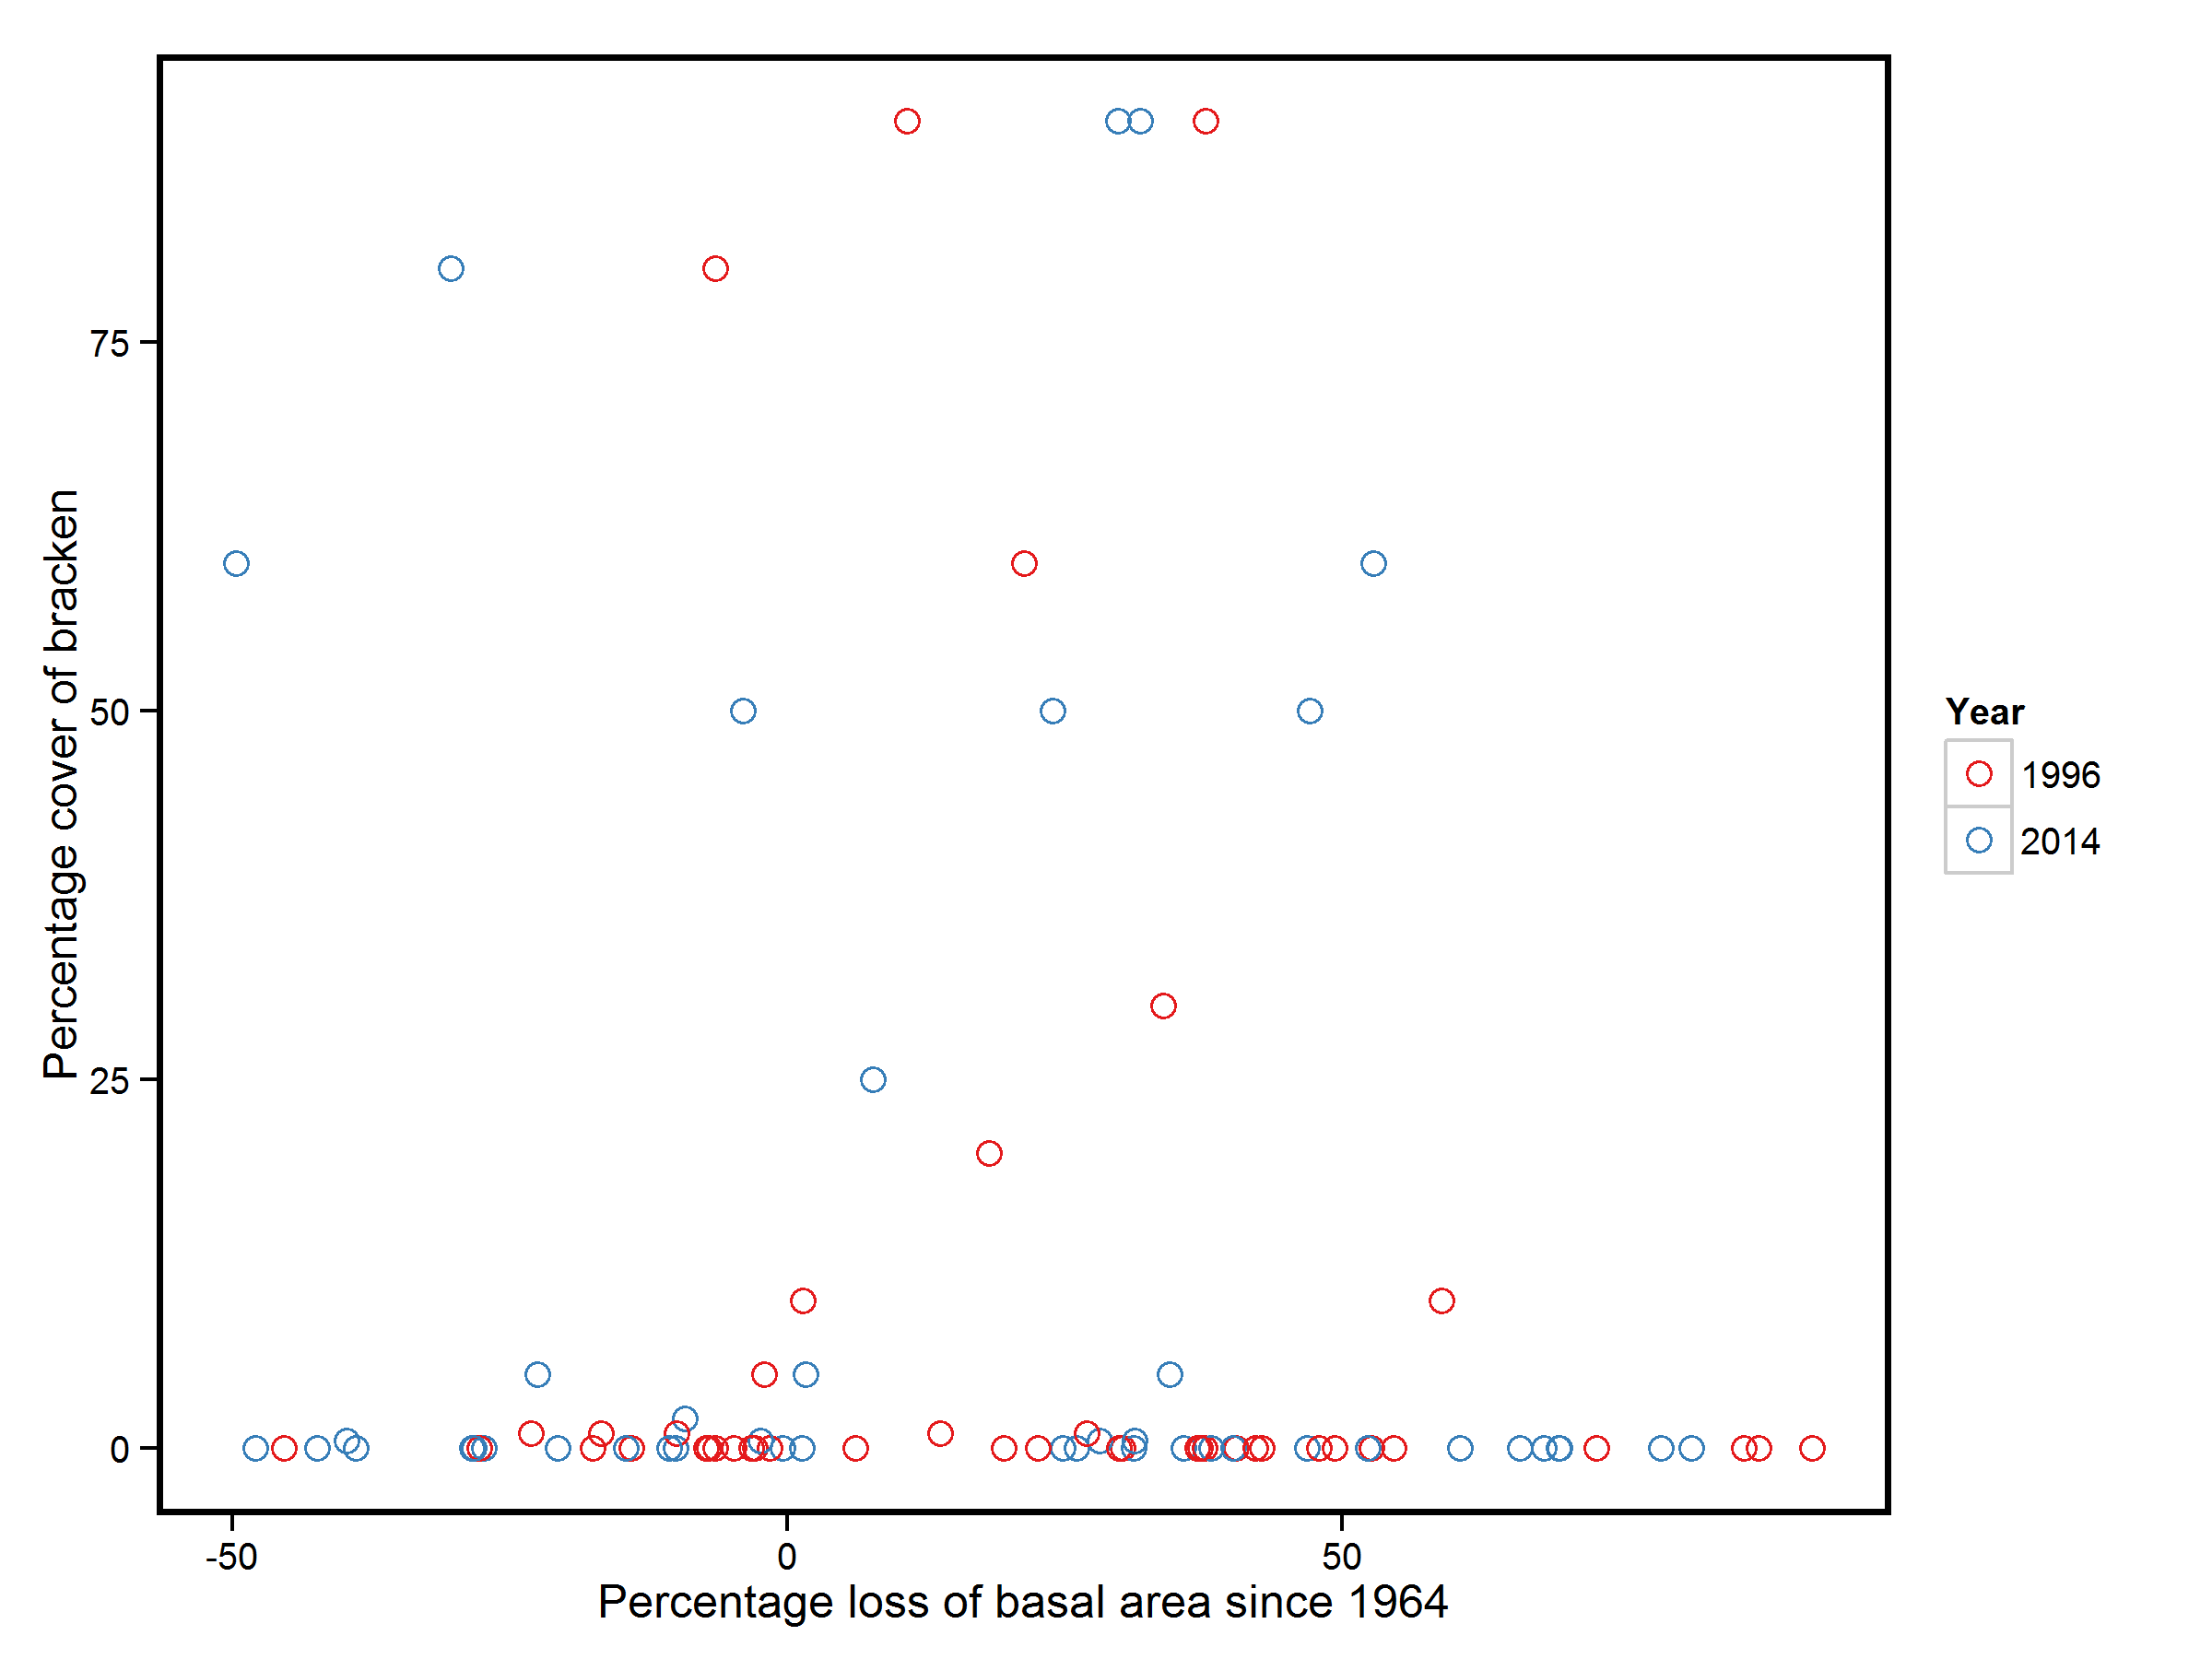 Percentage cover of bracken
75
50
25
0
-50 0 50
Percentage loss of basal area since 1964
Year
1996
2014